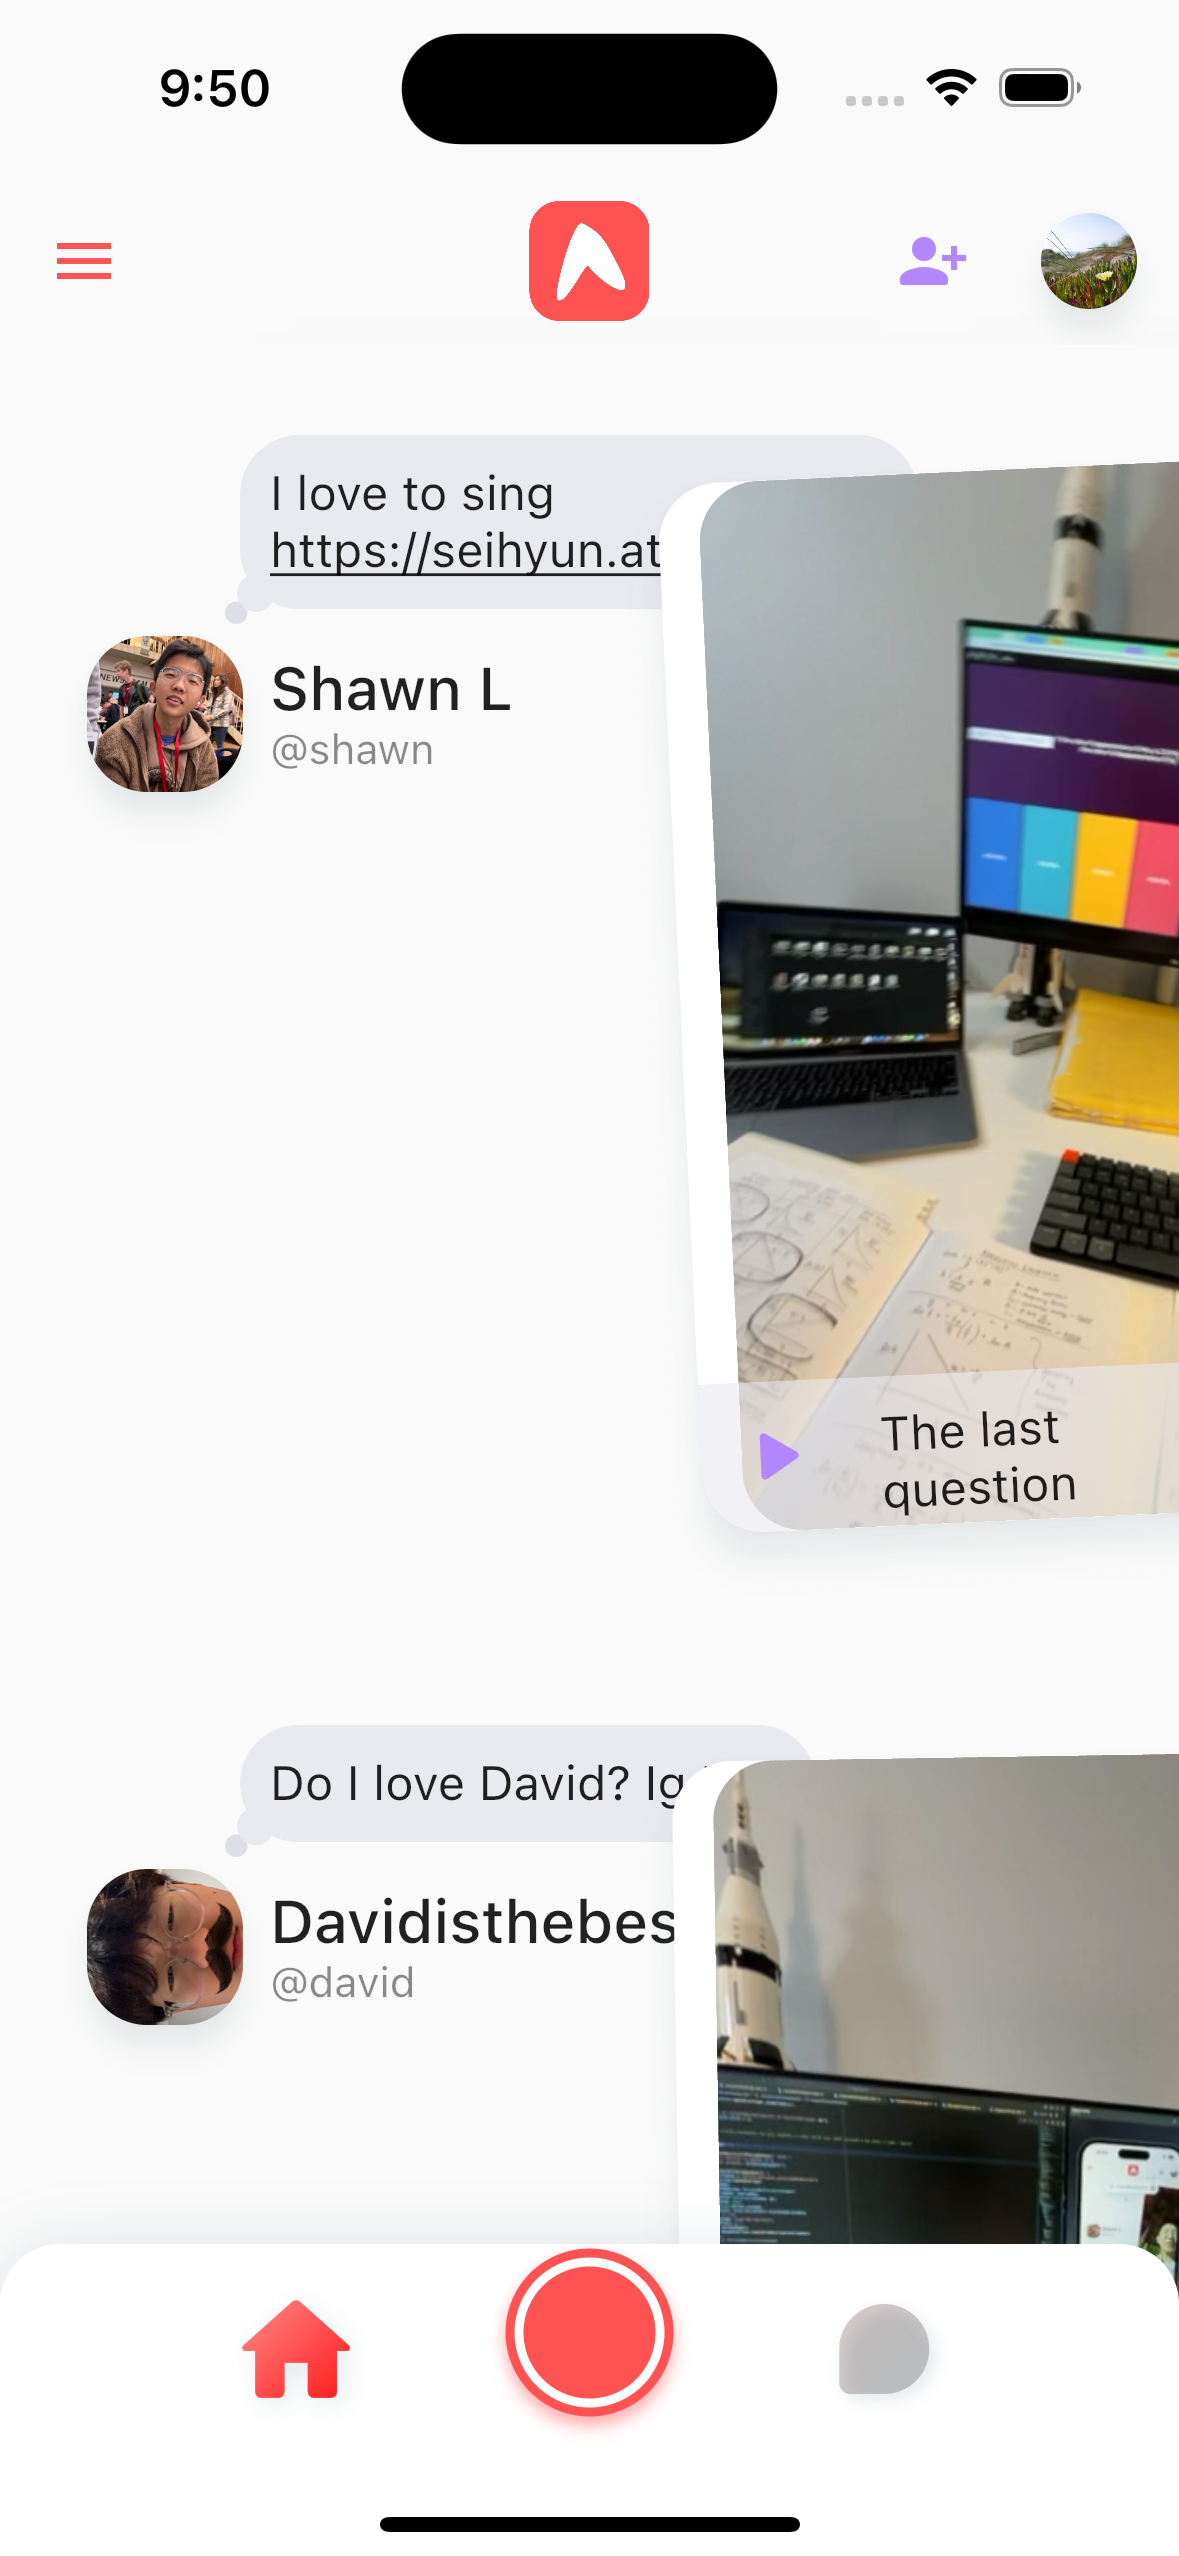 9:50
I love to sing
https://seihyun.at
Shawn L
@shawn
The last
question
Do I love David? Ig
Davidisthebes
@david